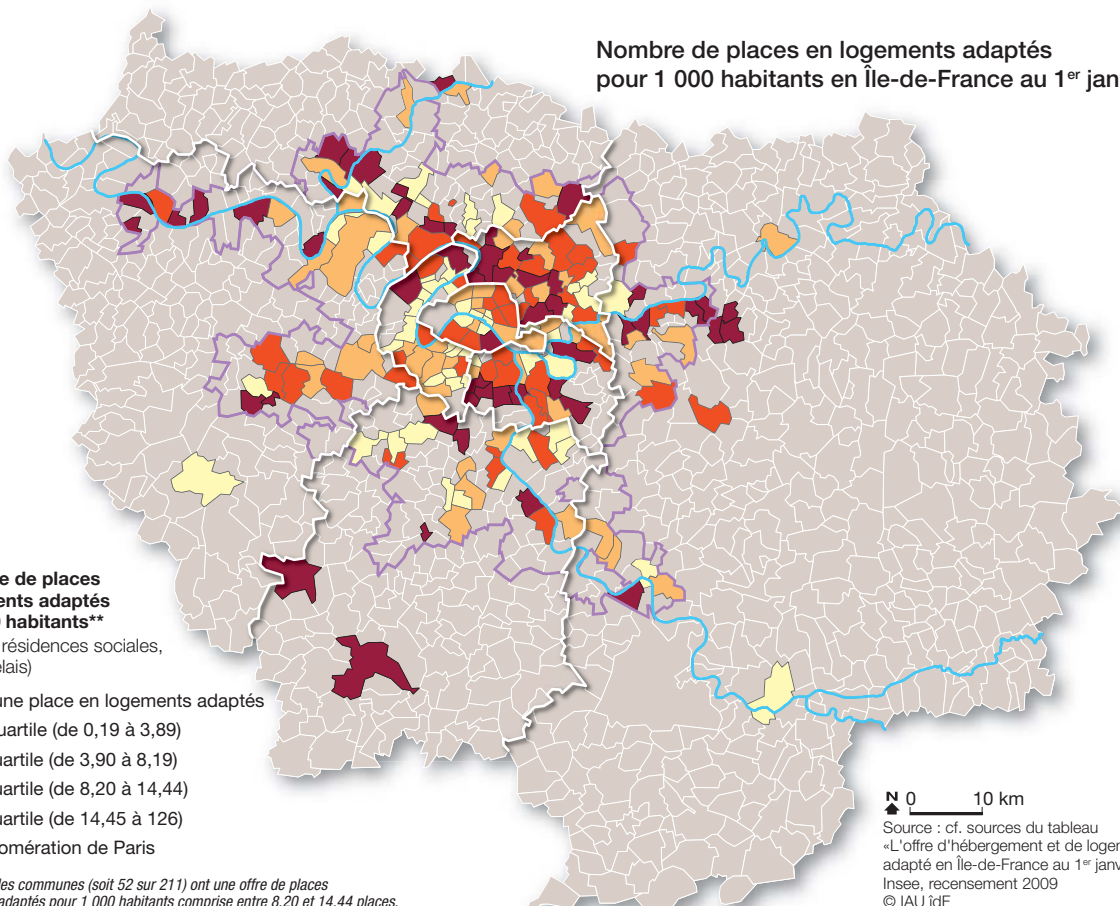 Nombre de places en logements adaptés
pour 1 000 habitants en Île-de-France au 1er jan
e de places
ents adaptés
0 habitants**
résidences sociales,
elais)
une place en logements adaptés
uartile (de 0,19 à 3,89)
uartile (de 3,90 à 8,19)
uartile (de 8,20 à 14,44)
uartile (de 14,45 à 126)
omération de Paris
des communes (soit 52 sur 211) ont une offre de places
adaptés pour 1 000 habitants comprise entre 8,20 et 14,44 places.
N 0 10 km
Source : cf. sources du tableau
«L'offre d'hébergement et de loger
adapté en Île-de-France au 1er janv
Insee, recensement 2009
© IAU îdF